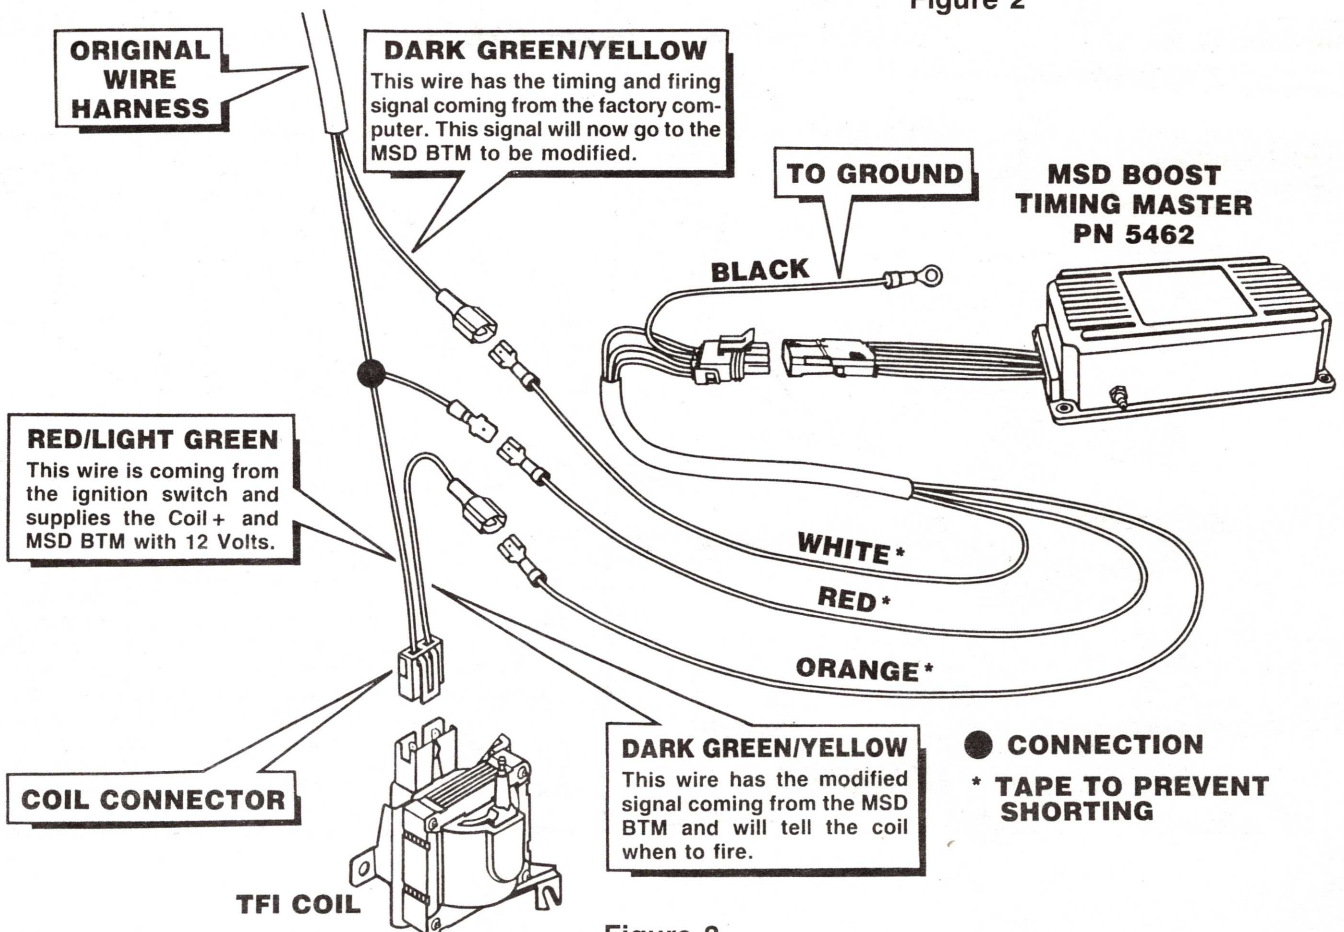 Figure 2
ORIGINAL
WIRE
HARNESS
DARK GREEN/YELLOW
This wire has the timing and firing
signal coming from the factory com-
puter. This signal will now go to the
MSD BTM to be modified.
TO GROUND
MSD BOOST
TIMING MASTER
PN 5462
BLACK
RED/LIGHT GREEN
This wire is coming from
the ignition switch and
supplies the Coil+ and
MSD BTM with 12 Volts.
WHITE*
RED*
ORANGE*
COIL CONNECTOR
DARK GREEN/YELLOW
This wire has the modified
signal coming from the MSD
BTM and will tell the coil
when to fire.
● CONNECTION
* TAPE TO PREVENT
SHORTING
TFI COIL